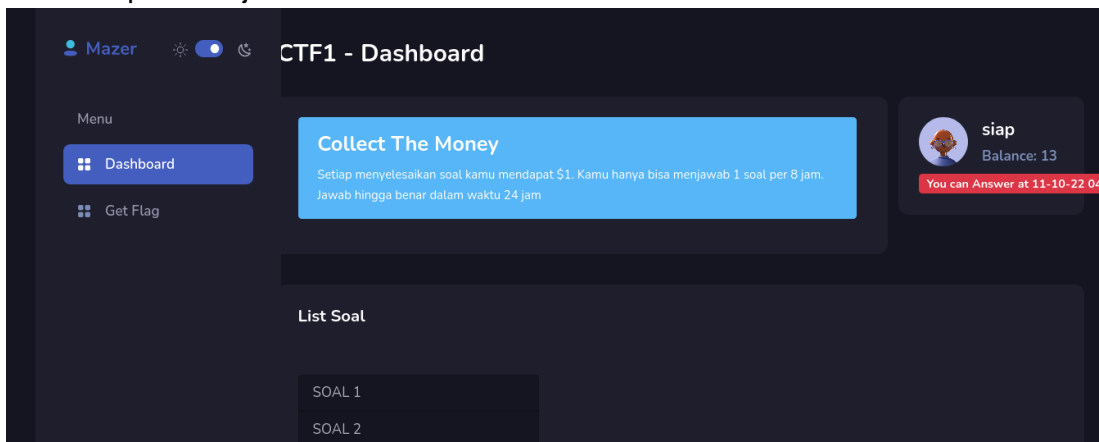 Mazer
CTF1 - Dashboard
Menu
Dashboard
Get Flag
Collect The Money
Setiap menyelesaikan soal kamu mendapat $1. Kamu hanya bisa menjawab 1 soal per 8 jam.
Jawab hingga benar dalam waktu 24 jam
siap
Balance: 13
You can Answer at 11-10-22 04
List Soal
SOAL 1
SOAL 2